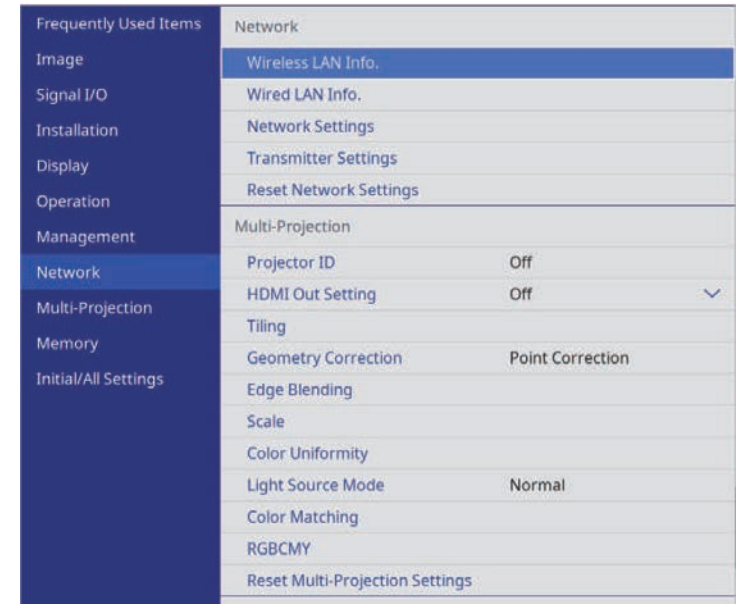 Frequently Used Items
Image
Signal I/O
Installation
Display
Operation
Management
Network
Multi-Projection
Memory
Initial/All Settings
Network
Wireless LAN Info.
Wired LAN Info.
Network Settings
Transmitter Settings
Reset Network Settings
Multi-Projection
Projector ID Off
HDMI Out Setting Off
Tiling
Geometry Correction Point Correction
Edge Blending
Scale
Color Uniformity
Light Source Mode Normal
Color Matching
RGBCMY
Reset Multi-Projection Settings